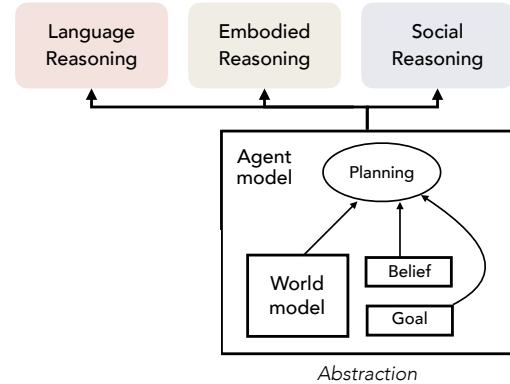 Language
Reasoning
Embodied
Reasoning
Social
Reasoning
Agent
model
Planning
World
model
Belief
Goal
Abstraction